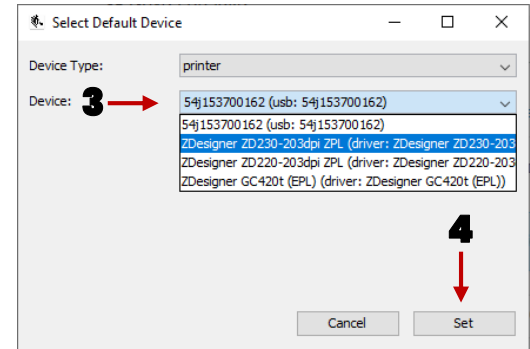 Select Default Device
Device Type: printer
Device: 3 54j153700162 (usb: 54j153700162)
54j153700162 (usb: 54j153700162)
ZDesigner ZD230-203dpi ZPL (driver: ZDesigner ZD230-203
ZDesigner ZD220-203dpi ZPL (driver: ZDesigner ZD220-203
ZDesigner GC420t (EPL) (driver: ZDesigner GC420t (EPL))
4
Cancel Set